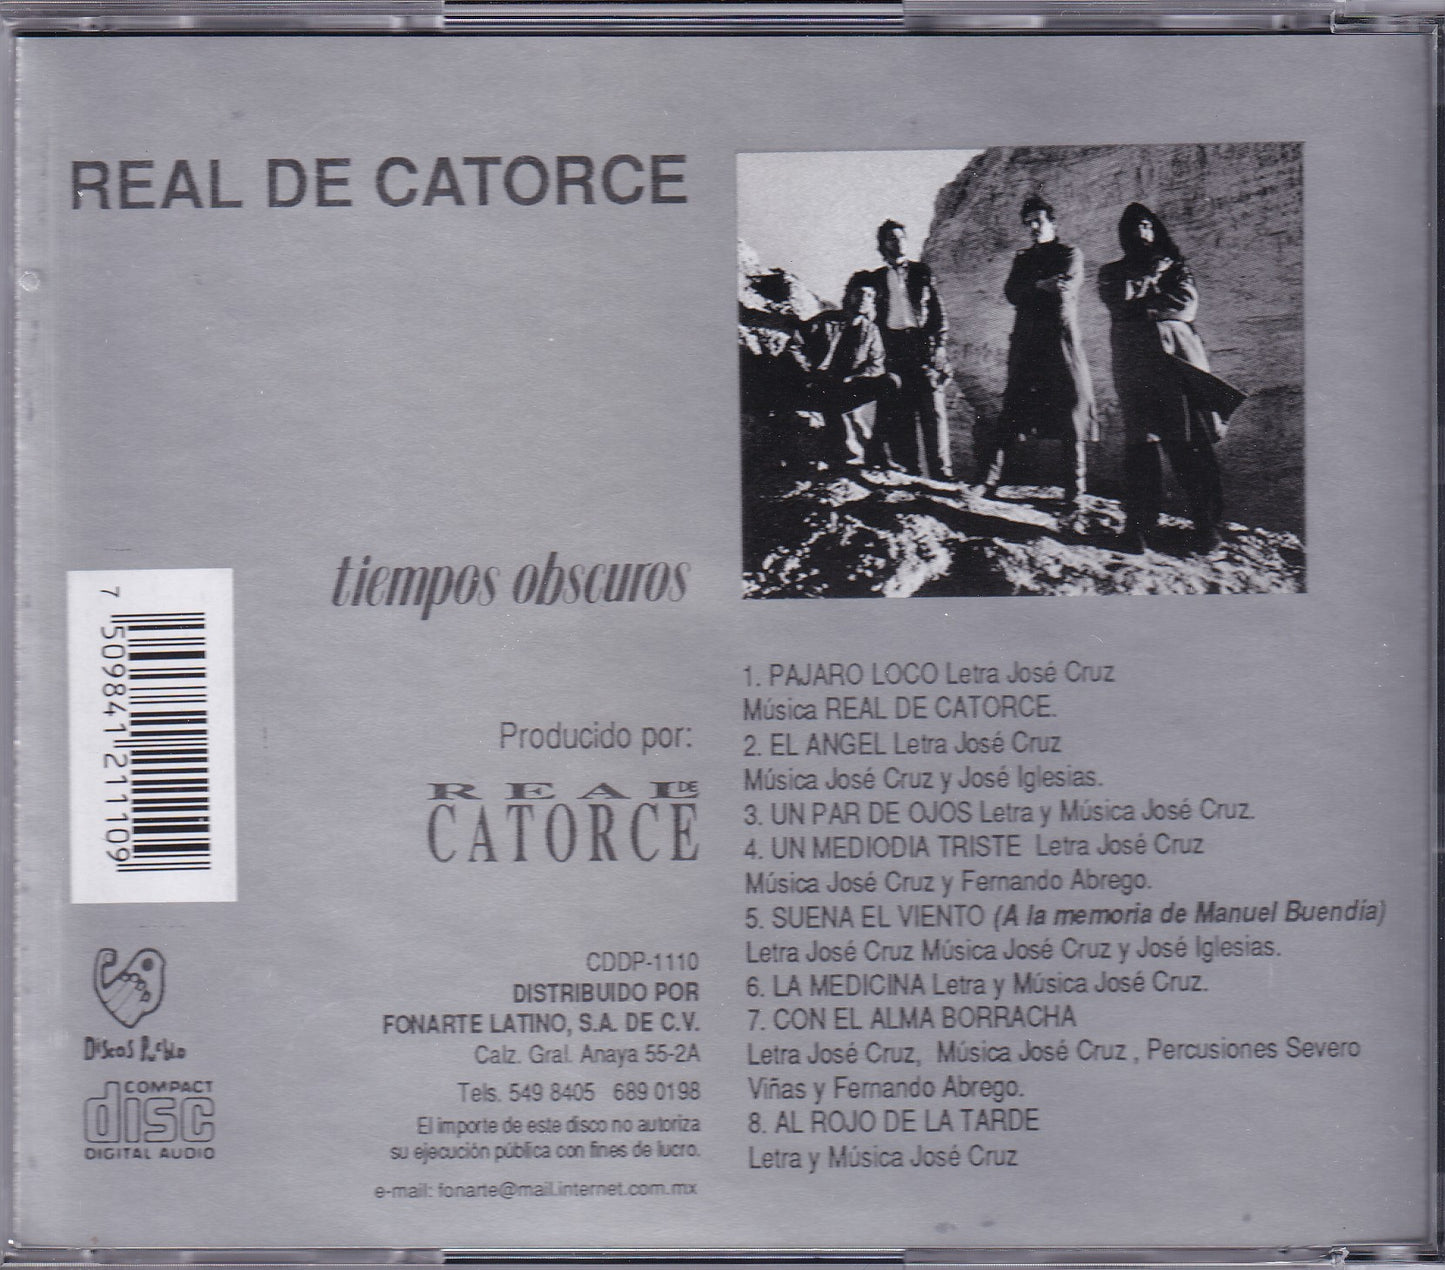 REAL DE CATORCE
tiempos obscuros
Producido por:
REAL DE
CATORCE
7 509841 211109
CDDP-1110
DISTRIBUIDO POR
FONARTE LATINO, S.A. DE C.V.
Calz. Gral. Anaya 55-2A
Tels. 549 8405 689 0198
El importe de este disco no autoriza
su ejecución pública con fines de lucro.
e-mail: fonarte@mail.internet.com.mx
Discos Pueblo
COMPACT
disc
DIGITAL AUDIO
1. PAJARO LOCO Letra José Cruz
Música REAL DE CATORCE.
2. EL ANGEL Letra José Cruz
Música José Cruz y José Iglesias.
3. UN PAR DE OJOS Letra y Música José Cruz.
4. UN MEDIODIA TRISTE Letra José Cruz
Música José Cruz y Fernando Abrego.
5. SUENA EL VIENTO (A la memoria de Manuel Buendía)
Letra José Cruz Música José Cruz y José Iglesias.
6. LA MEDICINA Letra y Música José Cruz.
7. CON EL ALMA BORRACHA
Letra José Cruz, Música José Cruz , Percusiones Severo
Viñas y Fernando Abrego.
8. AL ROJO DE LA TARDE
Letra y Música José Cruz